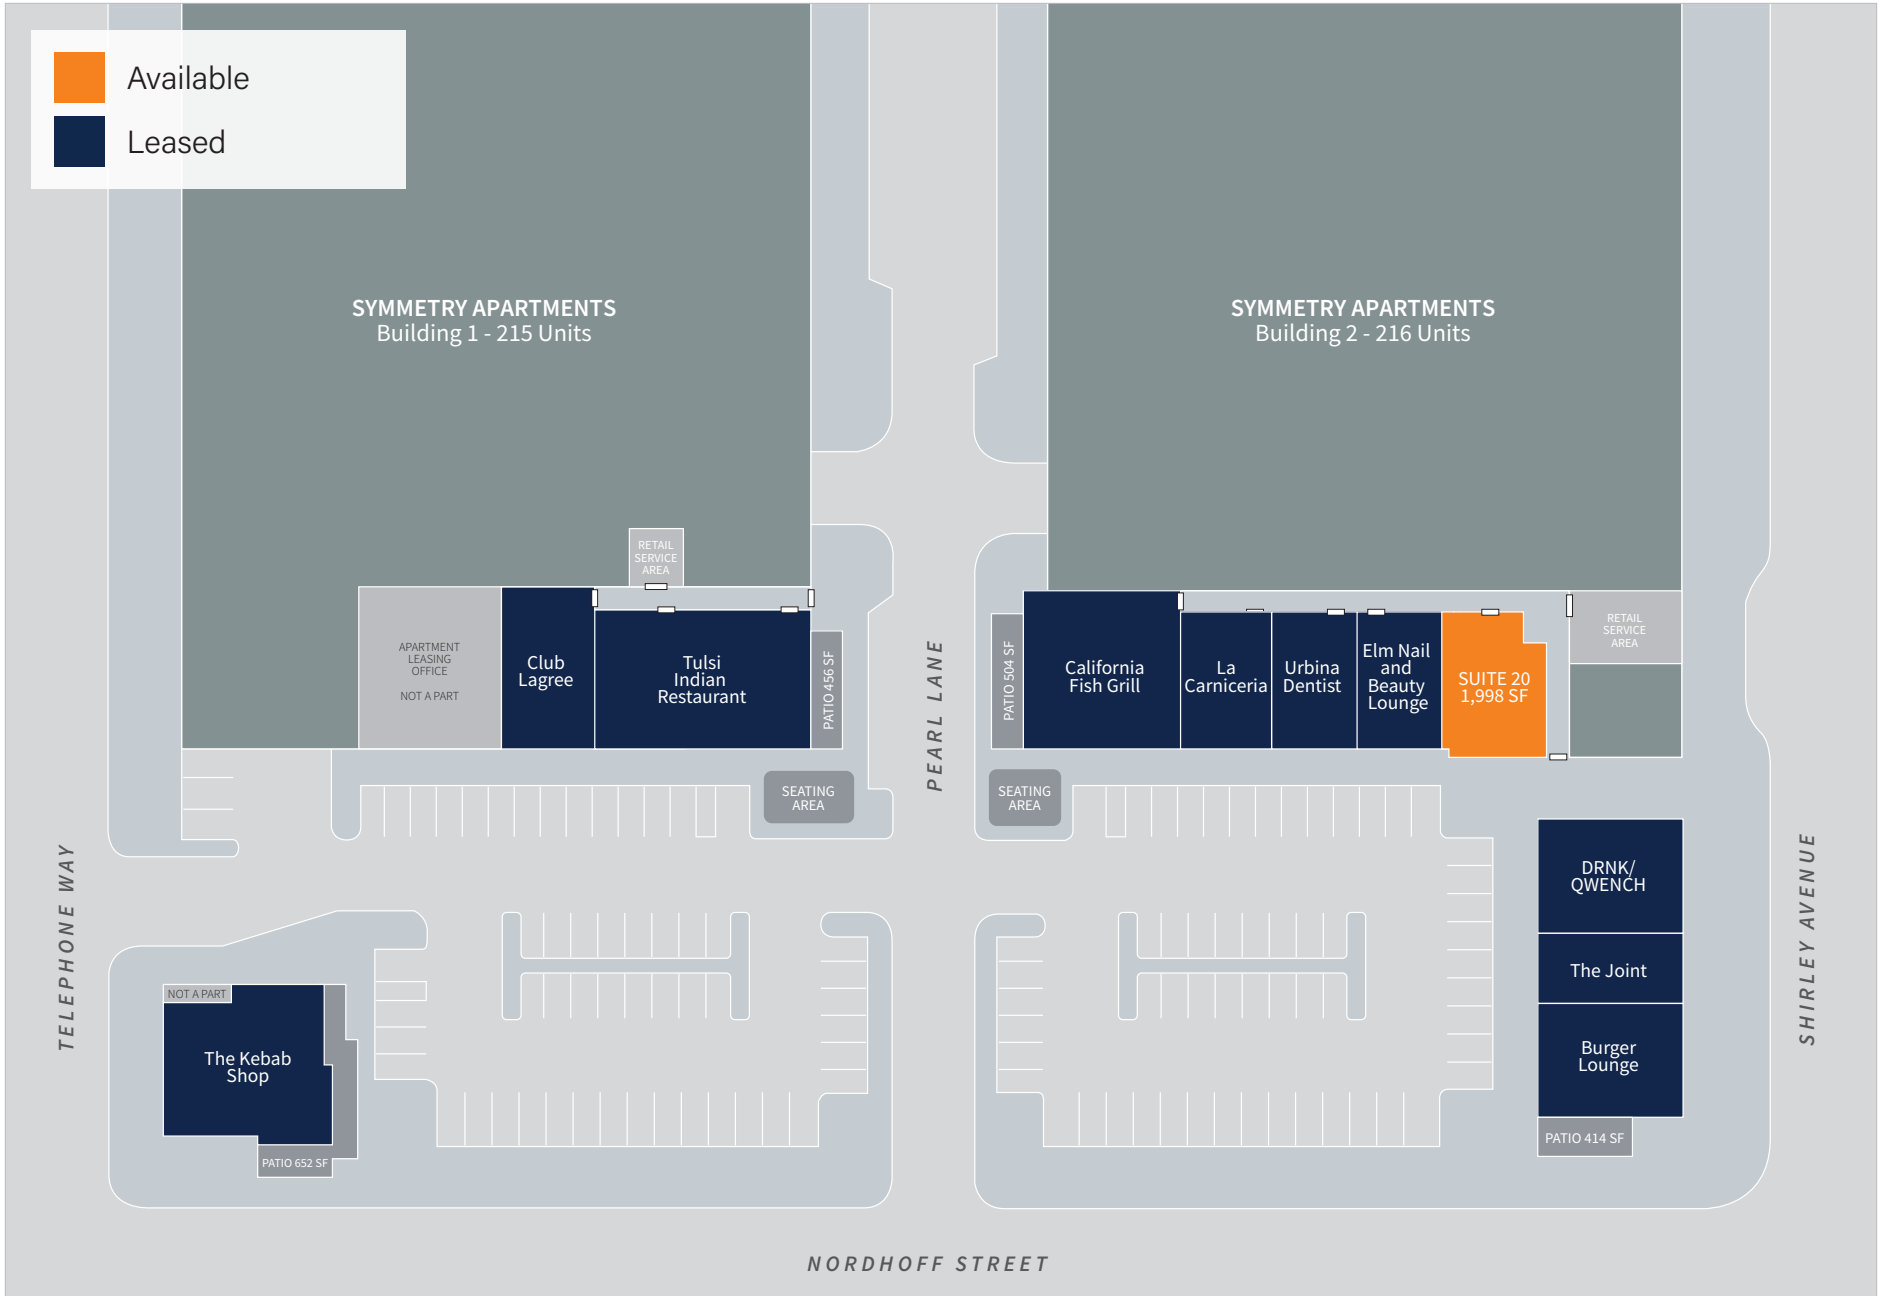 Available
Leased
SYMMETRY APARTMENTS
Building 1 - 215 Units
SYMMETRY APARTMENTS
Building 2 - 216 Units
RETAIL
SERVICE
AREA
APARTMENT
LEASING
OFFICE
NOT A PART
Club
Lagree
Tulsi
Indian
Restaurant
PATIO 456 SF
PEARL LANE
PATIO 504 SF
California
Fish Grill
La
Carniceria
Urbina
Dentist
Elm Nail
and
Beauty
Lounge
SUITE 20
1,998 SF
RETAIL
SERVICE
AREA
SEATING
AREA
SEATING
AREA
TELEPHONE WAY
SHIRLEY AVENUE
DRNK/
QWENCH
The Joint
Burger
Lounge
PATIO 414 SF
NOT A PART
The Kebab
Shop
PATIO 652 SF
NORDHOFF STREET